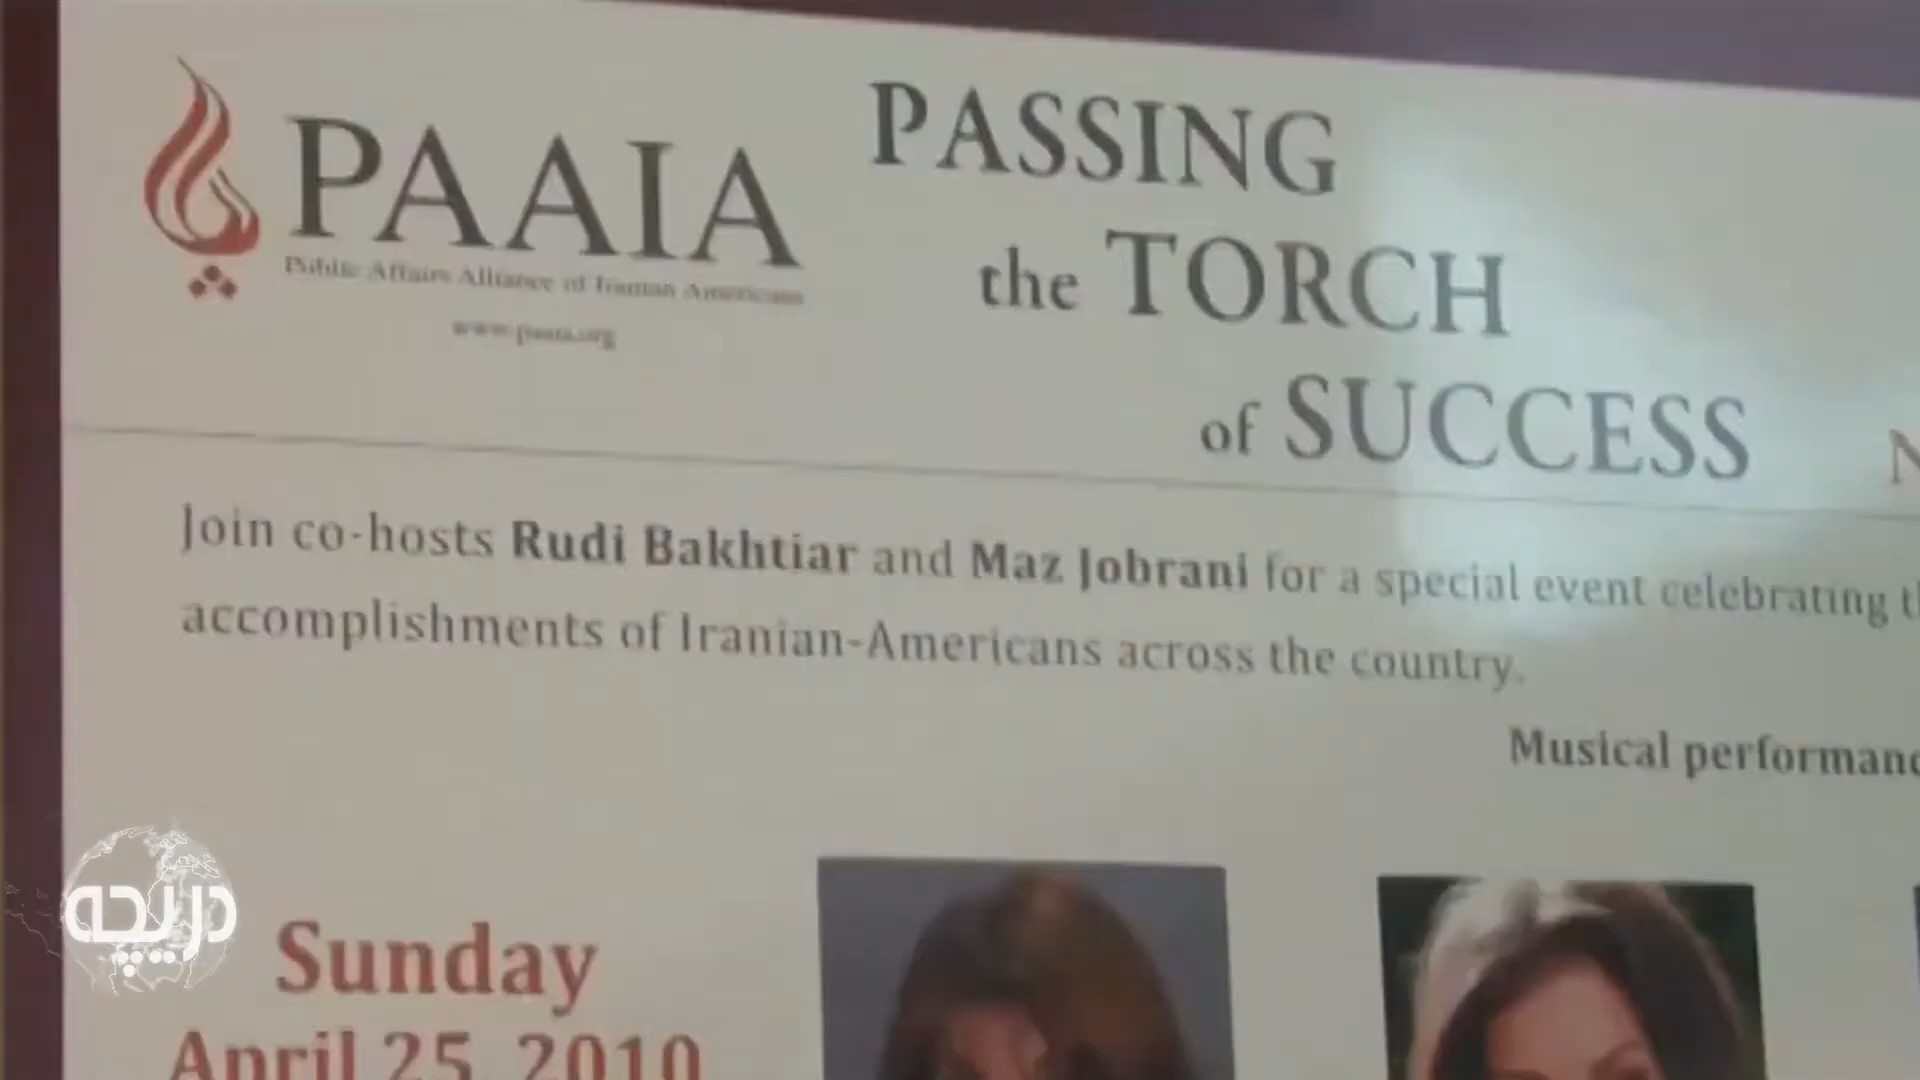 PAAIA
Public Affairs Alliance of Iranian Americans
www.paaia.org
PASSING
the TORCH
of SUCCESS
Join co-hosts Rudi Bakhtiar and Maz Jobrani for a special event celebrating
accomplishments of Iranian-Americans across the country.
Musical
دریچه
Sunday
April 25, 2010